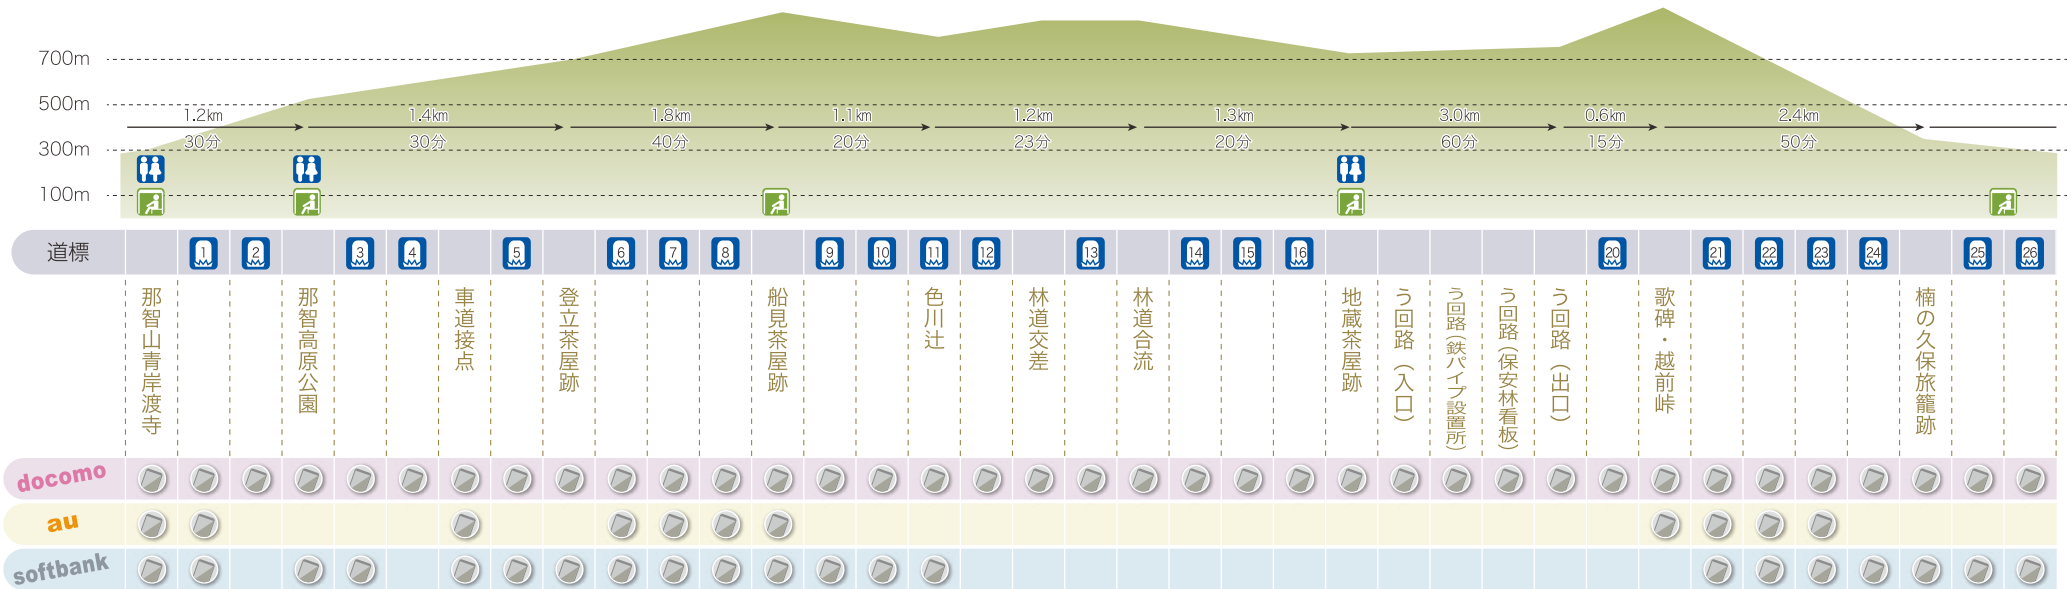 700m
500m
300m
100m
1.2km
30分
1.4km
30分
1.8km
40分
1.1km
20分
1.2km
23分
1.3km
20分
3.0km
60分
0.6km
15分
2.4km
50分
道標
1
2
3
4
5
6
7
8
9
10
11
12
13
14
15
16
20
21
22
23
24
25
26
那智山青岸渡寺
那智高原公園
車道接点
登立茶屋跡
船見茶屋跡
色川辻
林道交差
林道合流
地蔵茶屋跡
う回路（入口）
う回路（鉄パイプ設置所）
う回路（保安林看板）
う回路（出口）
歌碑・越前峠
楠の久保旅籠跡
docomo
au
softbank